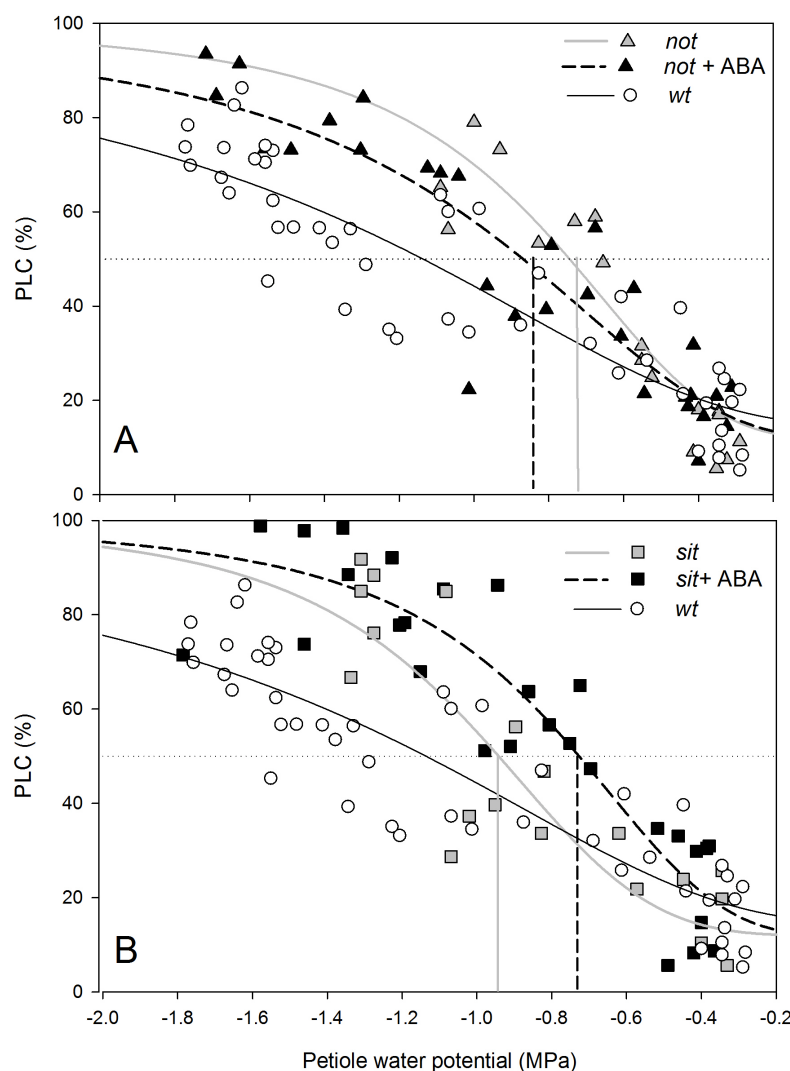 100
80
60
40
20
0
PLC (%)
not
not + ABA
wt
A
100
80
60
40
20
0
PLC (%)
sit
sit+ ABA
wt
B
-2.0 -1.8 -1.6 -1.4 -1.2 -1.0 -0.8 -0.6 -0.4 -0.2
Petiole water potential (MPa)